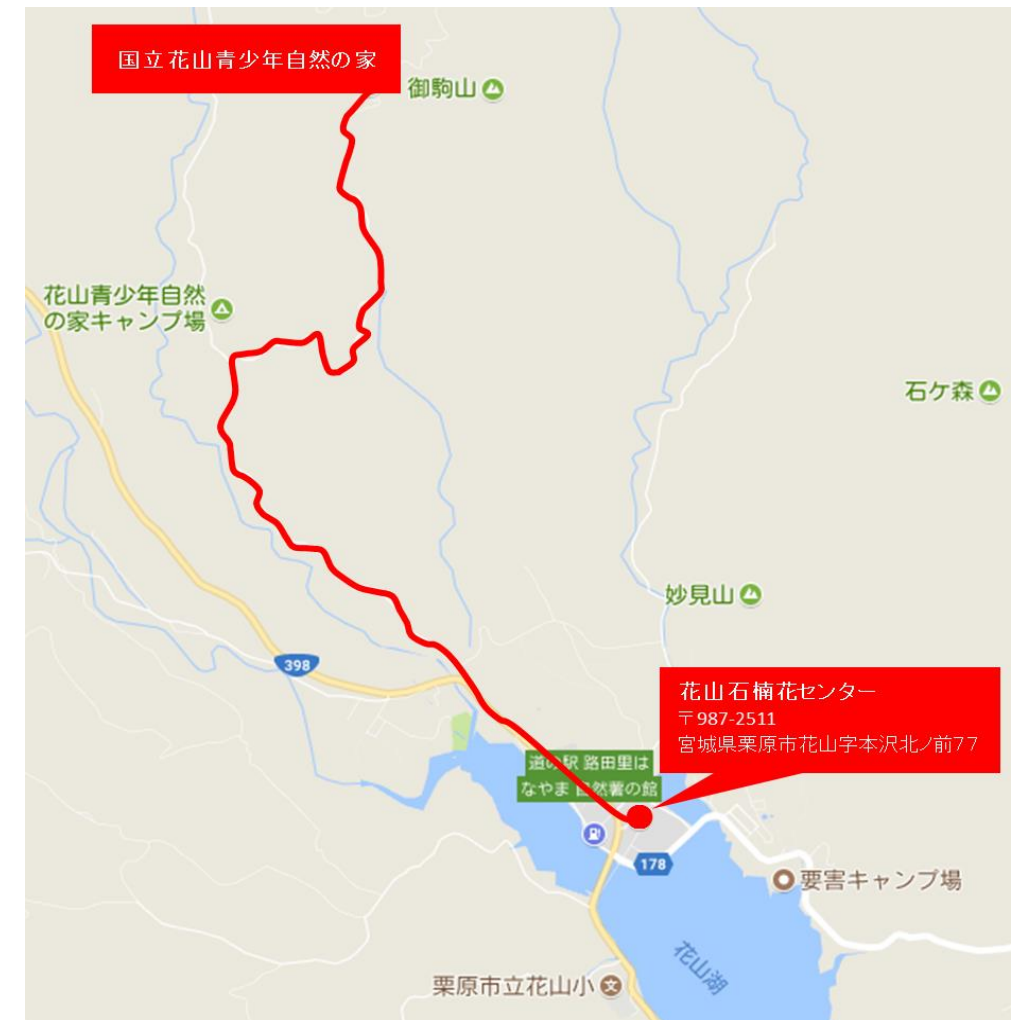 国立花山青少年自然の家
御駒山
花山青少年自然
の家キャンプ場
石ケ森
妙見山
398
花山石楠花センター
〒987-2511
宮城県栗原市花山字本沢北ノ前77
道の駅 路田里は
なやま 自然薯の館
178
要害キャンプ場
花山湖
栗原市立花山小
文